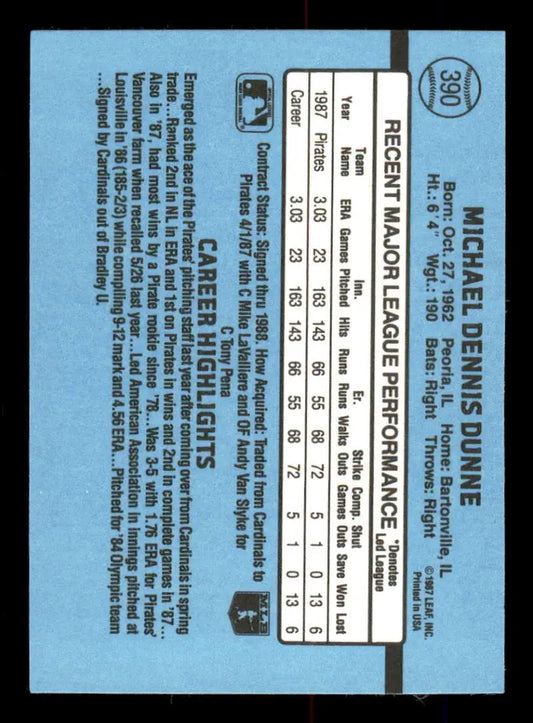 390
MICHAEL DENNIS DUNNE
©1987 LEAF, INC.
Printed in USA
Born: Oct. 27, 1962 Peoria, IL Home: Bartonville, IL
Ht.: 6'4" Wgt.: 190 Bats: Right Throws: Right
RECENT MAJOR LEAGUE PERFORMANCE *Denotes
Led League
Team Inn. Er. Strike Comp. Shut
Year Name ERA Games Pitched Hits Runs Runs Walks Outs Games Outs Save Won Lost
1987 Pirates 3.03 23 163 143 66 55 68 72 5 1 0 13 6
Career 3.03 23 163 143 66 55 68 72 5 1 0 13 6
Contract Status: Signed thru 1988. How Acquired: Traded from Cardinals to
Pirates 4/1/87 with C Mike LaValliere and OF Andy Van Slyke for
C Tony Pena
MLB
CAREER HIGHLIGHTS
Emerged as the ace of the Pirates' pitching staff last year after coming over from Cardinals in spring
trade...Ranked 2nd in NL in ERA and 1st on Pirates in wins and 2nd in complete games in '87...
Also in '87, had most wins by a Pirate rookie since '78...Was 3-5 with 1.76 ERA for Pirates'
Vancouver farm when recalled 5/26 last year...Led American Association in innings pitched at
Louisville in '86 (185-2/3) while compiling 9-12 mark and 4.56 ERA...Pitched for '84 Olympic team
...Signed by Cardinals out of Bradley U.